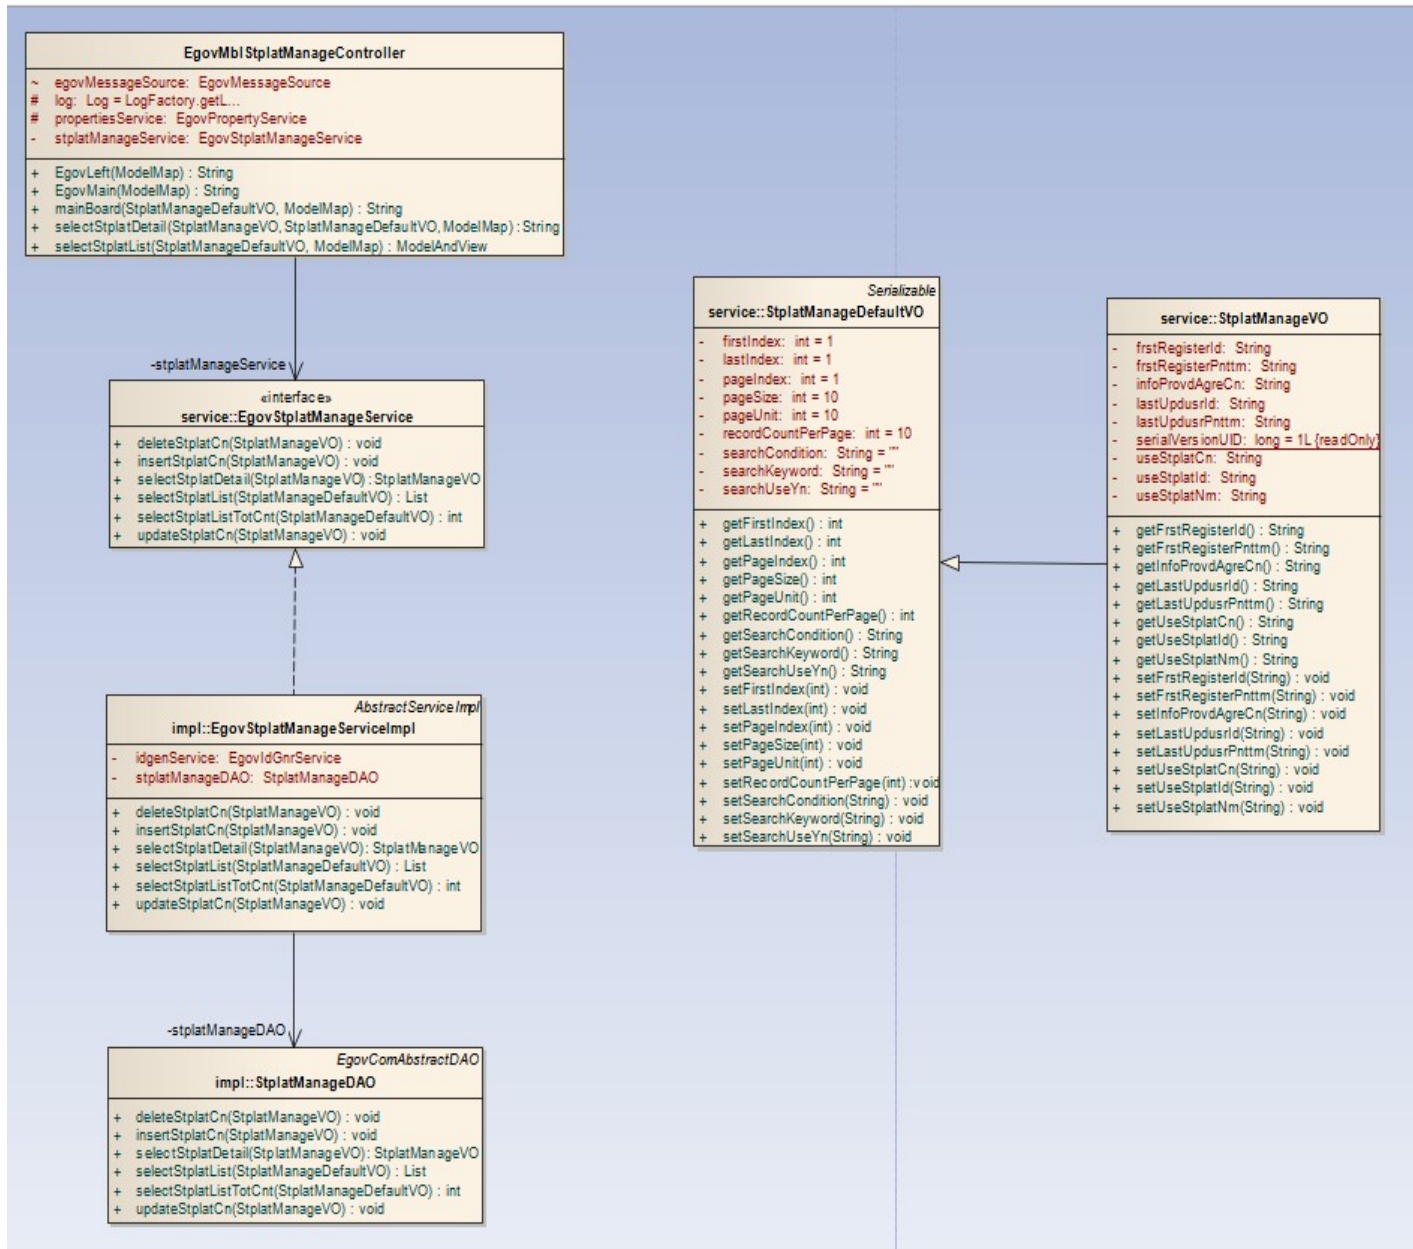 EgovMblStplatManageController
~ egovMessageSource: EgovMessageSource
# log: Log = LogFactory.getL...
# propertiesService: EgovPropertyService
- stplatManageService: EgovStplatManageService
+ EgovLeft(ModelMap) : String
+ EgovMain(ModelMap) : String
+ mainBoard(StplatManageDefaultVO, ModelMap) : String
+ selectStplatDetail(StplatManageVO,StplatManageDefaultVO,ModelMap):String
+ selectStplatList(StplatManageDefaultVO, ModelMap) : ModelAndView
-stplatManageService
«interface»
service::EgovStplatManageService
+ deleteStplatCn(StplatManageVO) : void
+ insertStplatCn(StplatManageVO) : void
+ selectStplatDetail(StplatManageVO):StplatManageVO
+ selectStplatList(StplatManageDefaultVO) : List
+ selectStplatListTotCnt(StplatManageDefaultVO) : int
+ updateStplatCn(StplatManageVO) : void
AbstractServiceImpl
impl::EgovStplatManageServiceImpl
- idgenService: EgovIdGnrService
- stplatManageDAO: StplatManageDAO
+ deleteStplatCn(StplatManageVO) : void
+ insertStplatCn(StplatManageVO) : void
+ selectStplatDetail(StplatManageVO): StplatManageVO
+ selectStplatList(StplatManageDefaultVO) : List
+ selectStplatListTotCnt(StplatManageDefaultVO) : int
+ updateStplatCn(StplatManageVO) : void
-stplatManageDAO
EgovComAbstractDAO
impl::StplatManageDAO
+ deleteStplatCn(StplatManageVO) : void
+ insertStplatCn(StplatManageVO) : void
+ selectStplatDetail(StplatManageVO): StplatManageVO
+ selectStplatList(StplatManageDefaultVO) : List
+ selectStplatListTotCnt(StplatManageDefaultVO) : int
+ updateStplatCn(StplatManageVO) : void
Serializable
service::StplatManageDefaultVO
- firstIndex: int = 1
- lastIndex: int = 1
- pageIndex: int = 1
- pageSize: int = 10
- pageUnit: int = 10
- recordCountPerPage: int = 10
- searchCondition: String = ""
- searchKeyword: String = ""
- searchUseYn: String = ""
+ getFirstIndex() : int
+ getLastIndex() : int
+ getPageIndex() : int
+ getPageSize() : int
+ getPageUnit() : int
+ getRecordCountPerPage() : int
+ getSearchCondition() : String
+ getSearchKeyword() : String
+ getSearchUseYn() : String
+ setFirstIndex(int) : void
+ setLastIndex(int) : void
+ setPageIndex(int) : void
+ setPageSize(int) : void
+ setPageUnit(int) : void
+ setRecordCountPerPage(int) :void
+ setSearchCondition(String) : void
+ setSearchKeyword(String) : void
+ setSearchUseYn(String) : void
service::StplatManageVO
- frstRegisterId: String
- frstRegisterPnttm: String
- infoProvdAgreCn: String
- lastUpdusrId: String
- lastUpdusrPnttm: String
- serialVersionUID: long = 1L {readOnly}
- useStplatCn: String
- useStplatId: String
- useStplatNm: String
+ getFrstRegisterId() : String
+ getFrstRegisterPnttm() : String
+ getInfoProvdAgreCn() : String
+ getLastUpdusrId() : String
+ getLastUpdusrPnttm() : String
+ getUseStplatCn() : String
+ getUseStplatId() : String
+ getUseStplatNm() : String
+ setFrstRegisterId(String) : void
+ setFrstRegisterPnttm(String) : void
+ setInfoProvdAgreCn(String) : void
+ setLastUpdusrId(String) : void
+ setLastUpdusrPnttm(String) : void
+ setUseStplatCn(String) : void
+ setUseStplatId(String) : void
+ setUseStplatNm(String) : void